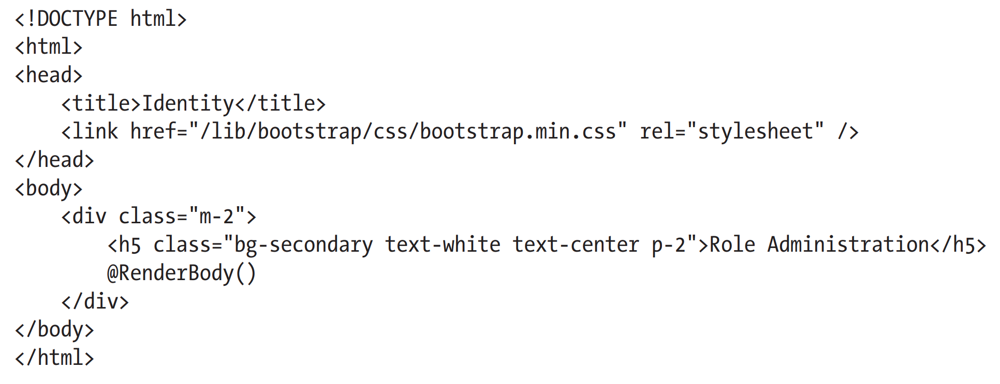 <!DOCTYPE html>
<html>
<head>
    <title>Identity</title>
    <link href="/lib/bootstrap/css/bootstrap.min.css" rel="stylesheet" />
</head>
<body>
    <div class="m-2">
        <h5 class="bg-secondary text-white text-center p-2">Role Administration</h5>
        @RenderBody()
    </div>
</body>
</html>